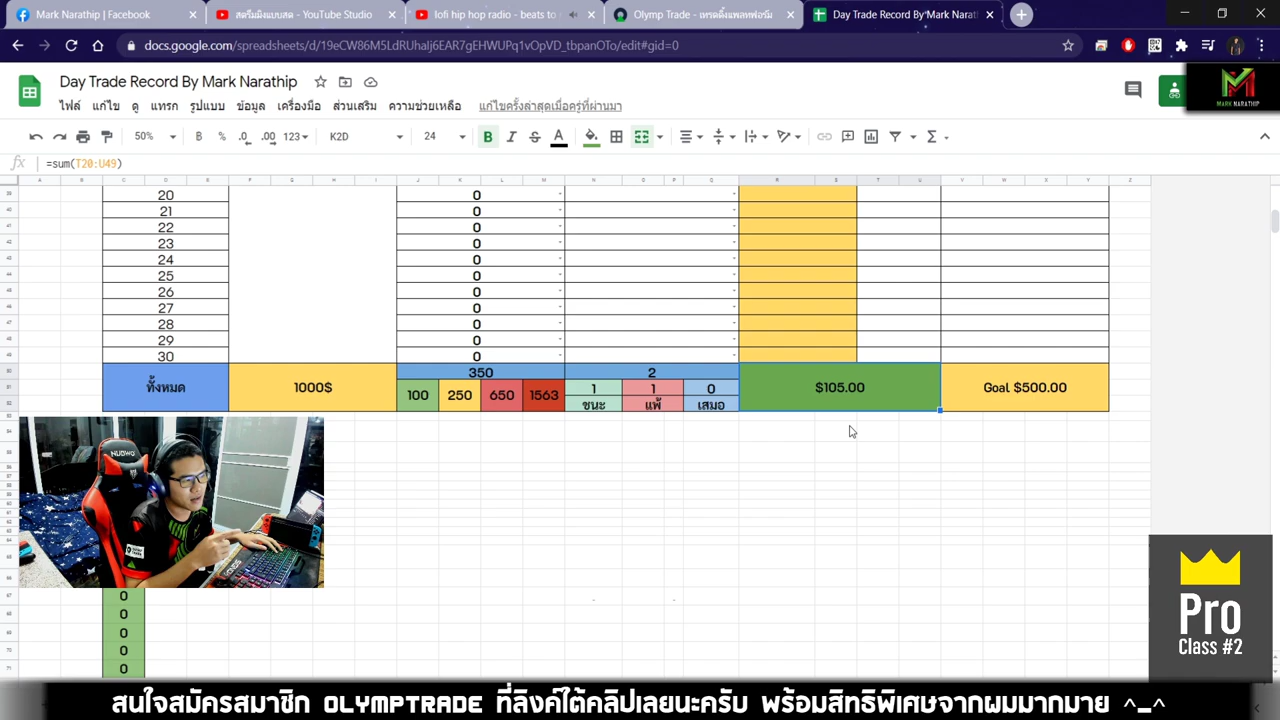 Mark Narathip | Facebook
สตรีมมิงแบบสด - YouTube Studio
lofi hip hop radio - beats to
Olymp Trade - เทรดดิ้งแพลทฟอร์ม
Day Trade Record By Mark Narat
docs.google.com/spreadsheets/d/19eCW86M5LdRUhaIj6EAR7gEHWUPq1vOpVD_tbpanOTo/edit#gid=0
Day Trade Record By Mark Narathip
ไฟล์ แก้ไข ดู แทรก รูปแบบ ข้อมูล เครื่องมือ ส่วนเสริม ความช่วยเหลือ แก้ไขครั้งล่าสุดเมื่อครู่ที่ผ่านมา
MARK NARATHIP
50% ฿ % .0 .00 123 K2D 24 B I S A Σ
fx =sum(T20:U49)
20 0
21 0
22 0
23 0
24 0
25 0
26 0
27 0
28 0
29 0
30 0
ทั้งหมด 1000$ 350 2 $105.00 Goal $500.00
100 250 650 1563 1 1 0
ชนะ แพ้ เสมอ
NUBWO
0
0
0
0
0
Pro
Class #2
สนใจสมัครสมาชิก OLYMPTRADE ที่ลิงค์ใต้คลิปเลยนะครับ พร้อมสิทธิพิเศษจากผมมากมาย ^_^